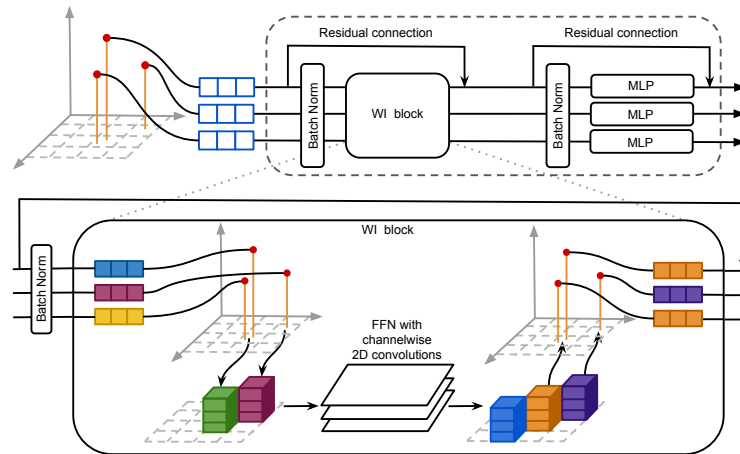 Residual connection
Residual connection
Batch Norm
WI block
Batch Norm
MLP
MLP
MLP
WI block
Batch Norm
FFN with
channelwise
2D convolutions